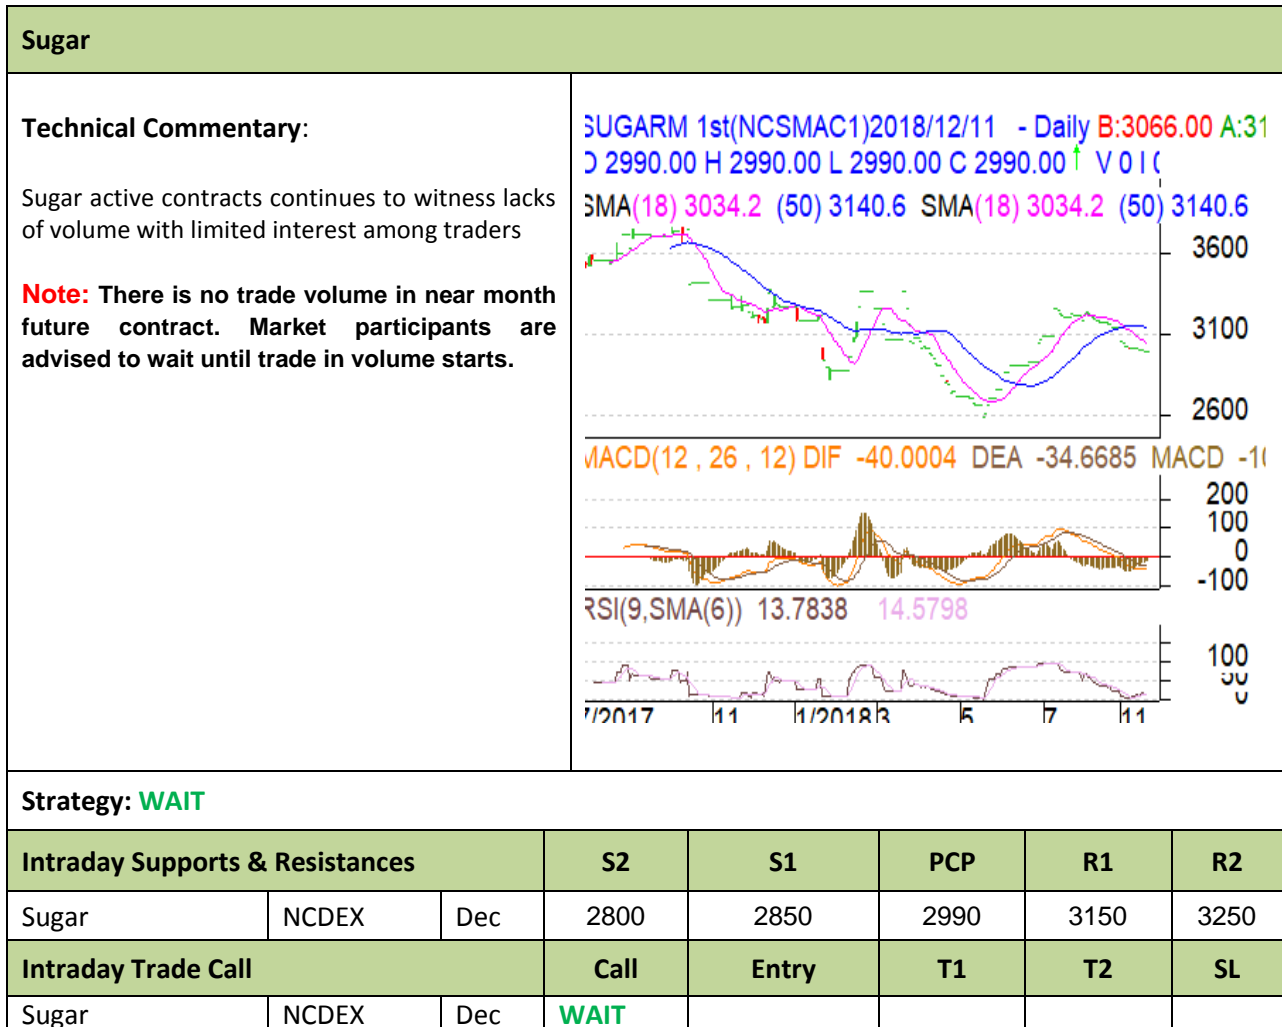 Sugar
Technical Commentary:
Sugar active contracts continues to witness lacks
of volume with limited interest among traders
Note: There is no trade volume in near month
future contract. Market participants are
advised to wait until trade in volume starts.
SUGARM 1st(NCSMAC1)2018/12/11 - Daily B:3066.00 A:31
O 2990.00 H 2990.00 L 2990.00 C 2990.00 V 0 I
SMA(18) 3034.2 (50) 3140.6 SMA(18) 3034.2 (50) 3140.6
3600
3100
2600
MACD(12 , 26 , 12) DIF -40.0004 DEA -34.6685 MACD -10
200
100
0
-100
RSI(9,SMA(6)) 13.7838 14.5798
100
50
0
7/2017 11 1/2018 3 5 7 11
Strategy: WAIT
Intraday Supports & Resistances S2 S1 PCP R1 R2
Sugar NCDEX Dec 2800 2850 2990 3150 3250
Intraday Trade Call Call Entry T1 T2 SL
Sugar NCDEX Dec WAIT